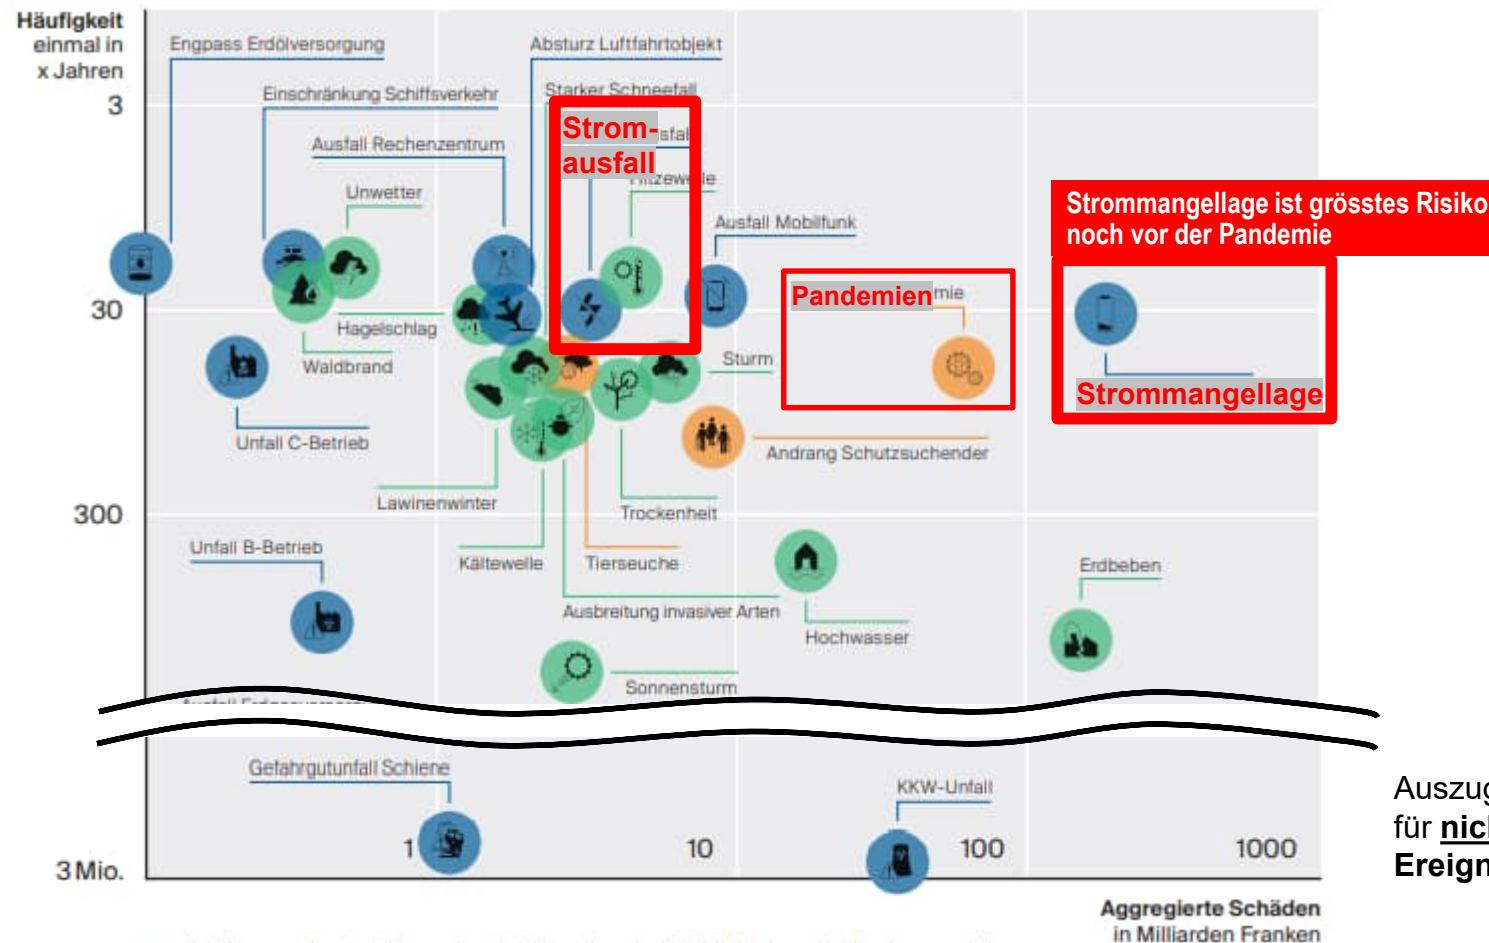 Häufigkeit
einmal in
x Jahren
3
30
300
3 Mio.
Engpass Erdölversorgung
Absturz Luftfahrtobjekt
Einschränkung Schiffsverkehr
Starker Schneefall
Ausfall Rechenzentrum
Strom-
ausfall
Unwetter
Hitzewelle
Ausfall Mobilfunk
Strommangellage ist grösstes Risiko
noch vor der Pandemie
Pandemien
Hagelschlag
Waldbrand
Sturm
Strommangellage
Unfall C-Betrieb
Andrang Schutzsuchender
Lawinenwinter
Trockenheit
Unfall B-Betrieb
Kältewelle
Tierseuche
Erdbeben
Ausbreitung invasiver Arten
Hochwasser
Sonnensturm
Gefahrgutunfall Schiene
KKW-Unfall
1
10
100
1000
Auszug
für nic
Ereign
Aggregierte Schäden
in Milliarden Franken